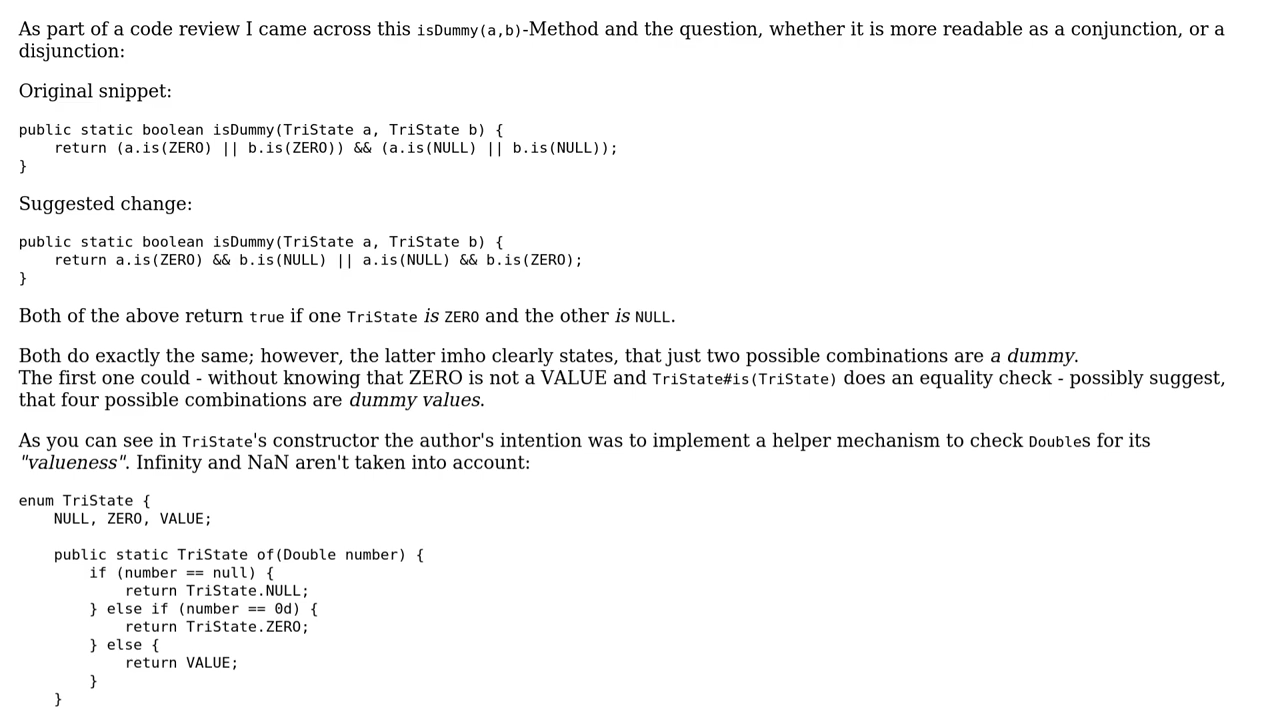 As part of a code review I came across this isDummy(a,b)-Method and the question, whether it is more readable as a conjunction, or a
disjunction:
Original snippet:
public static boolean isDummy(TriState a, TriState b) {
    return (a.is(ZERO) || b.is(ZERO)) && (a.is(NULL) || b.is(NULL));
}
Suggested change:
public static boolean isDummy(TriState a, TriState b) {
    return a.is(ZERO) && b.is(NULL) || a.is(NULL) && b.is(ZERO);
}
Both of the above return true if one TriState is ZERO and the other is NULL.
Both do exactly the same; however, the latter imho clearly states, that just two possible combinations are a dummy.
The first one could - without knowing that ZERO is not a VALUE and TriState#is(TriState) does an equality check - possibly suggest,
that four possible combinations are dummy values.
As you can see in TriState's constructor the author's intention was to implement a helper mechanism to check Doubles for its
"valueness". Infinity and NaN aren't taken into account:
enum TriState {
    NULL, ZERO, VALUE;
    public static TriState of(Double number) {
        if (number == null) {
            return TriState.NULL;
        } else if (number == 0d) {
            return TriState.ZERO;
        } else {
            return VALUE;
        }
    }